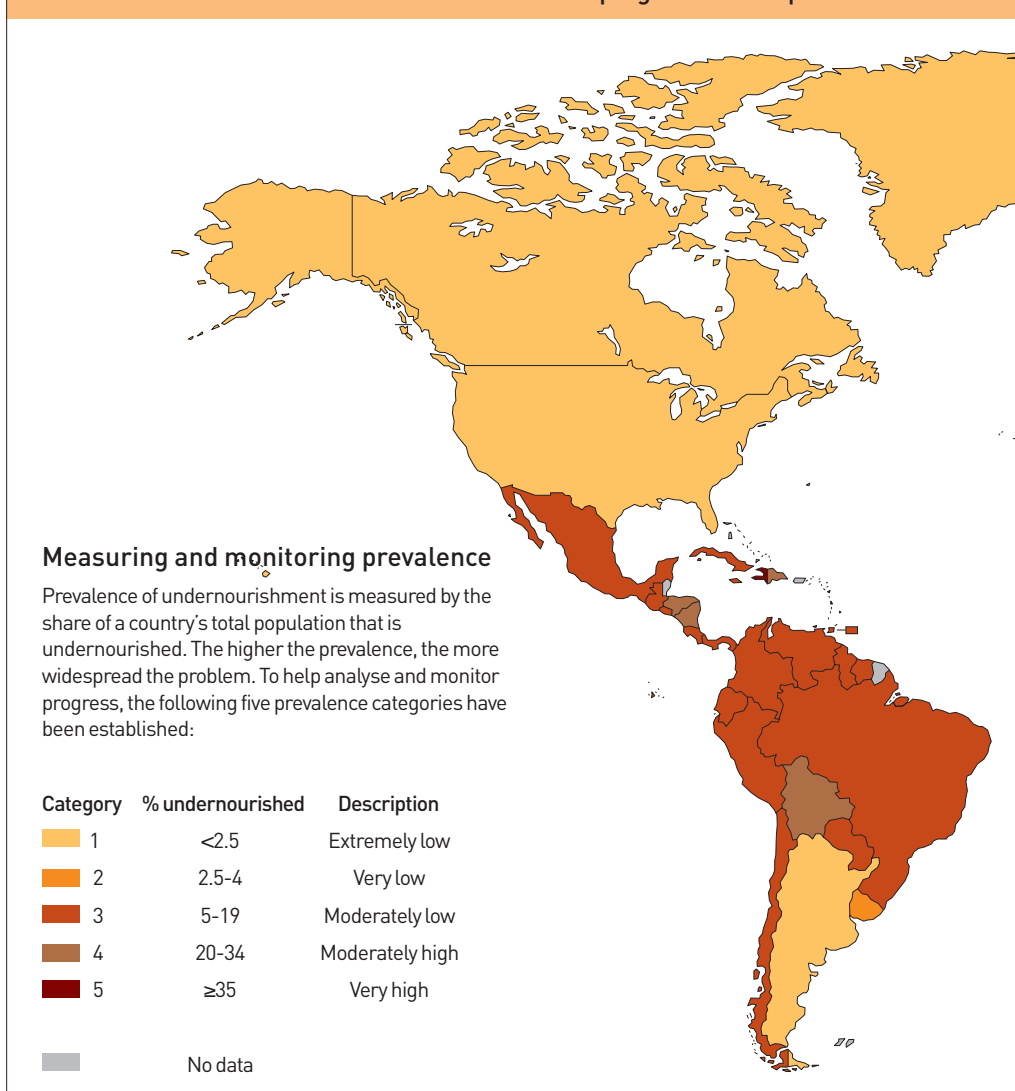 Measuring and monitoring prevalence
Prevalence of undernourishment is measured by the
share of a country's total population that is
undernourished. The higher the prevalence, the more
widespread the problem. To help analyse and monitor
progress, the following five prevalence categories have
been established:
Category % undernourished Description
1 <2.5 Extremely low
2 2.5-4 Very low
3 5-19 Moderately low
4 20-34 Moderately high
5 ≥35 Very high
No data